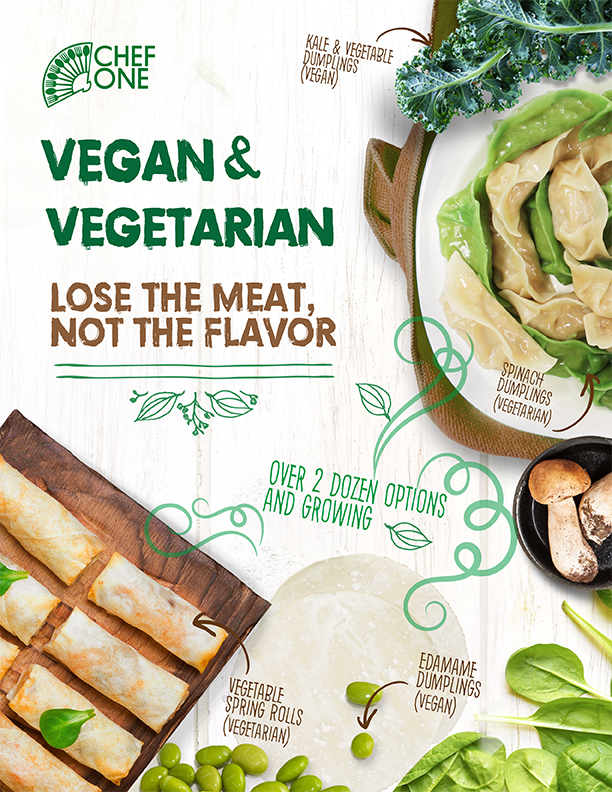 CHEF
ONE
KALE & VEGETABLE
DUMPLINGS
(VEGAN)
VEGAN &
VEGETARIAN
LOSE THE MEAT,
NOT THE FLAVOR
SPINACH
DUMPLINGS
(VEGETARIAN)
OVER 2 DOZEN OPTIONS
AND GROWING
EDAMAME
DUMPLINGS
(VEGAN)
VEGETABLE
SPRING ROLLS
(VEGETARIAN)